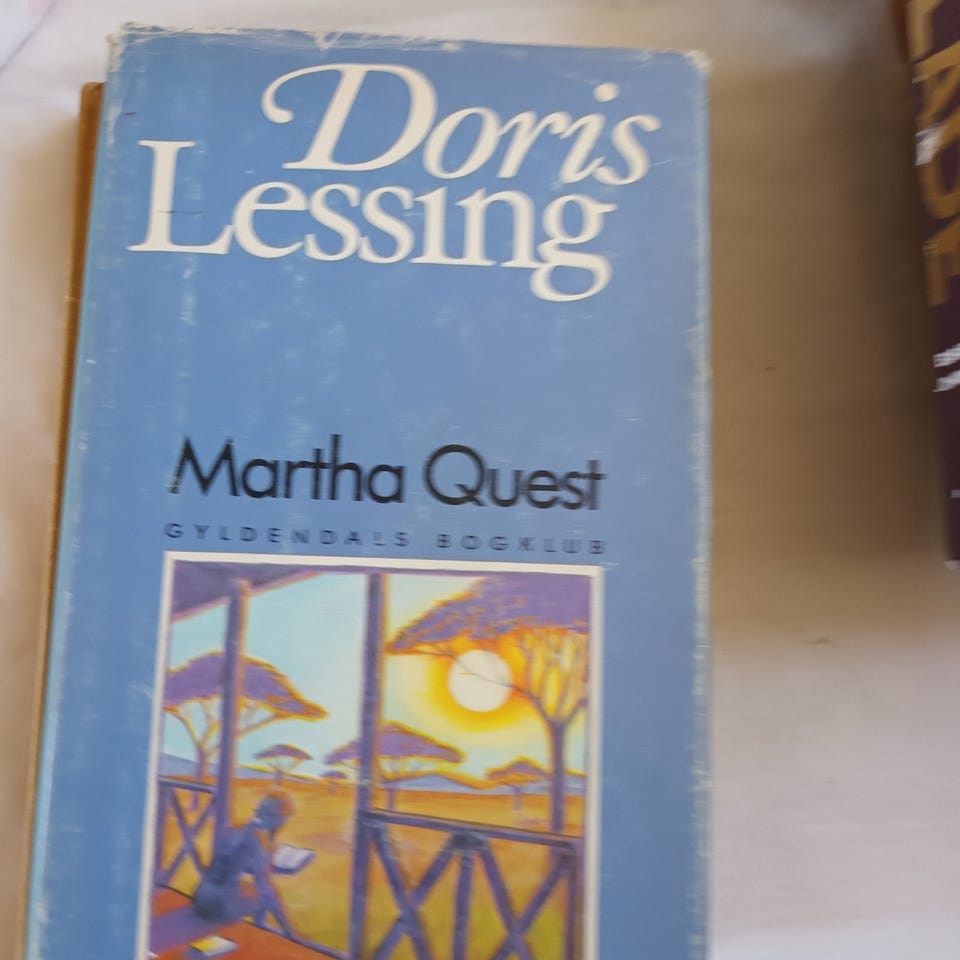 Doris
Lessing
Martha Quest
GYLDENDALS BOGKLUB